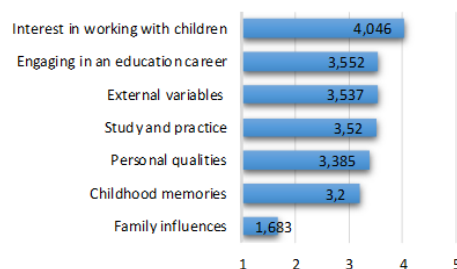 Interest in working with children 4,046
Engaging in an education career 3,552
External variables 3,537
Study and practice 3,52
Personal qualities 3,385
Childhood memories 3,2
Family influences 1,683
1 2 3 4 5